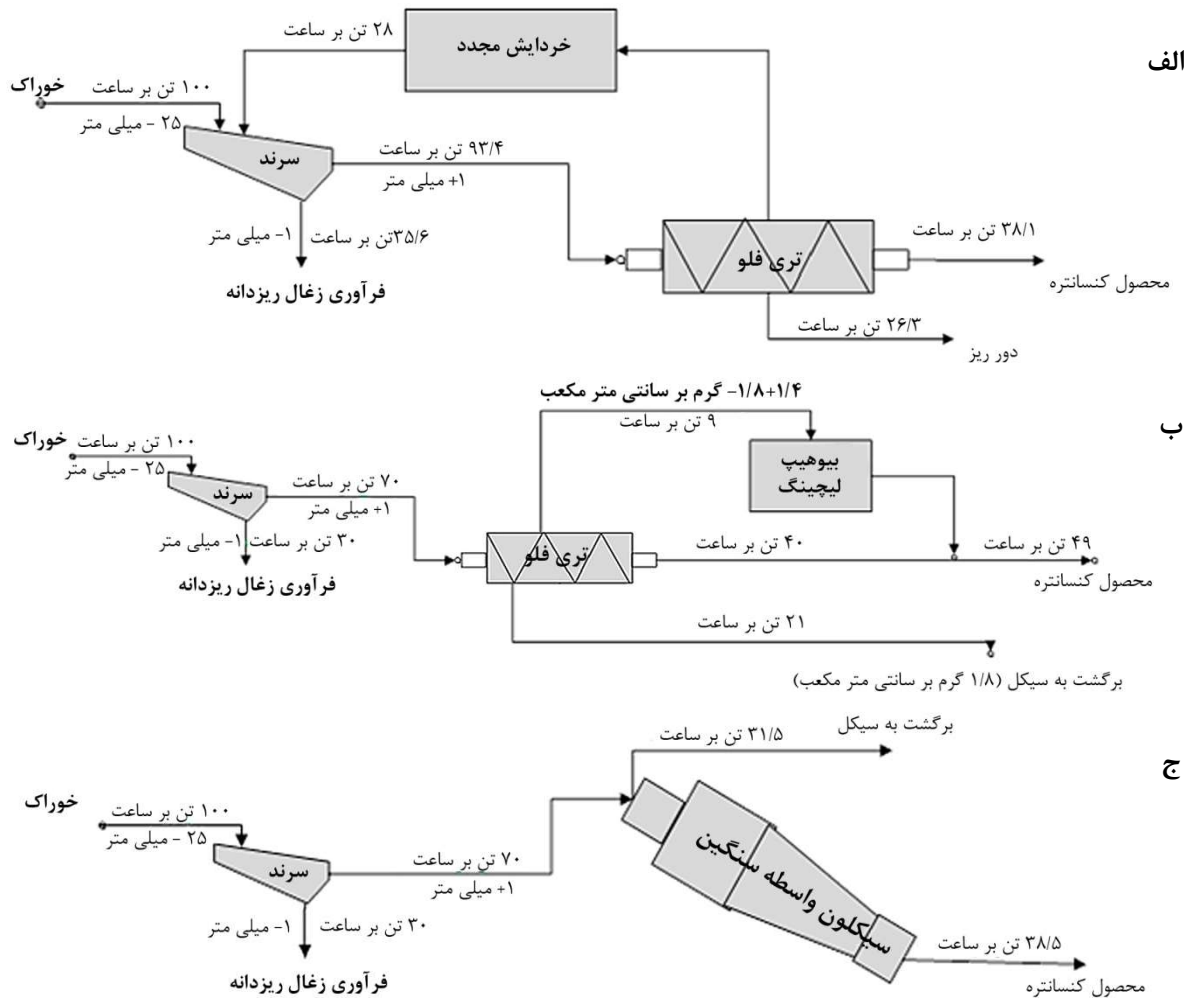 الف
۲۸ تن بر ساعت
خردایش مجدد
خوراک
۱۰۰ تن بر ساعت
۲۵ - میلی متر
سرند
۹۳/۴ تن بر ساعت
۱+ میلی متر
۱- میلی متر
۳۵/۶تن بر ساعت
فرآوری زغال ریزدانه
تری فلو
۳۸/۱ تن بر ساعت
محصول کنسانتره
۲۶/۳ تن بر ساعت
دور ریز
ب
۱/۴+۱/۸- گرم بر سانتی متر مکعب
۹ تن بر ساعت
خوراک
۱۰۰ تن بر ساعت
۲۵ - میلی متر
سرند
۷۰ تن بر ساعت
۱+ میلی متر
۱- میلی متر
۳۰ تن بر ساعت
فرآوری زغال ریزدانه
بیوهیپ
لیچینگ
تری فلو
۴۰ تن بر ساعت
۴۹ تن بر ساعت
محصول کنسانتره
۲۱ تن بر ساعت
برگشت به سیکل (۱/۸ گرم بر سانتی متر مکعب)
ج
برگشت به سیکل
۳۱/۵ تن بر ساعت
خوراک
۱۰۰ تن بر ساعت
۲۵ - میلی متر
سرند
۷۰ تن بر ساعت
۱+ میلی متر
۱- میلی متر
۳۰ تن بر ساعت
فرآوری زغال ریزدانه
سیکلون واسطه سنگین
۳۸/۵ تن بر ساعت
محصول کنسانتره